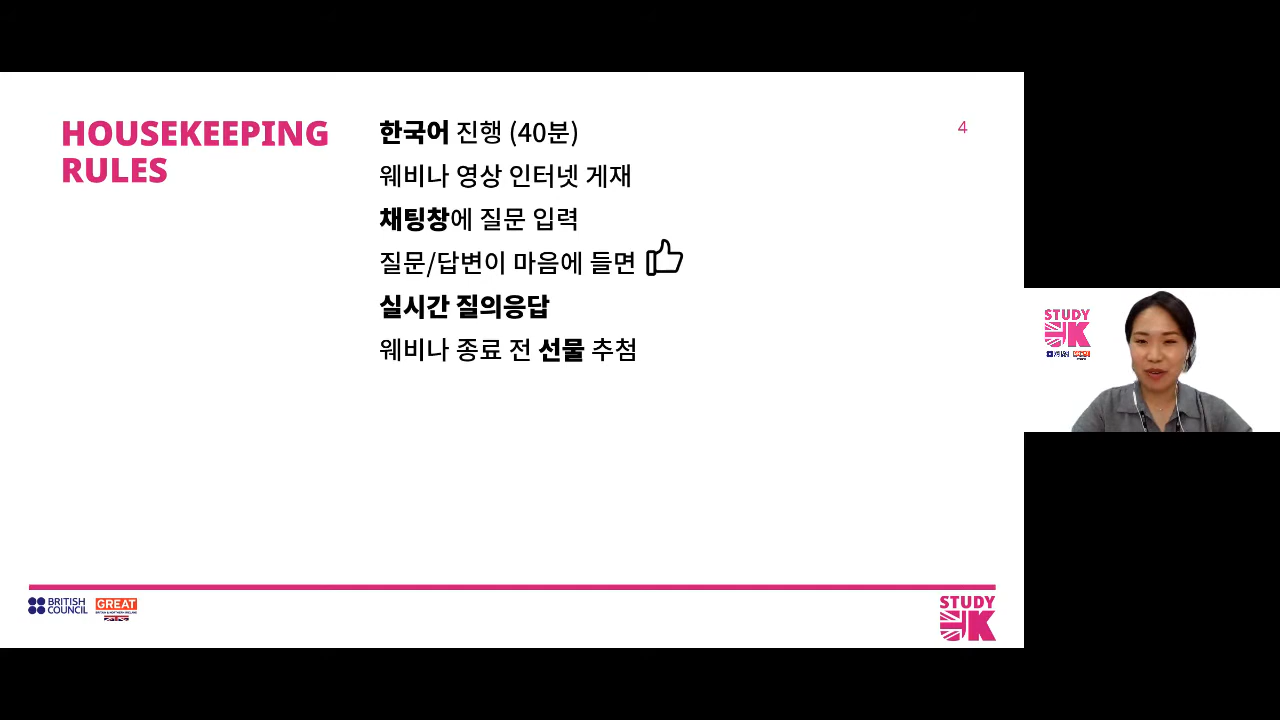 HOUSEKEEPING
RULES
한국어 진행 (40분)
웨비나 영상 인터넷 게재
채팅창에 질문 입력
질문/답변이 마음에 들면
실시간 질의응답
웨비나 종료 전 선물 추첨
4
STUDY
UK
BRITISH
COUNCIL
GREAT
BRITAIN & NORTHERN IRELAND
STUDY
UK